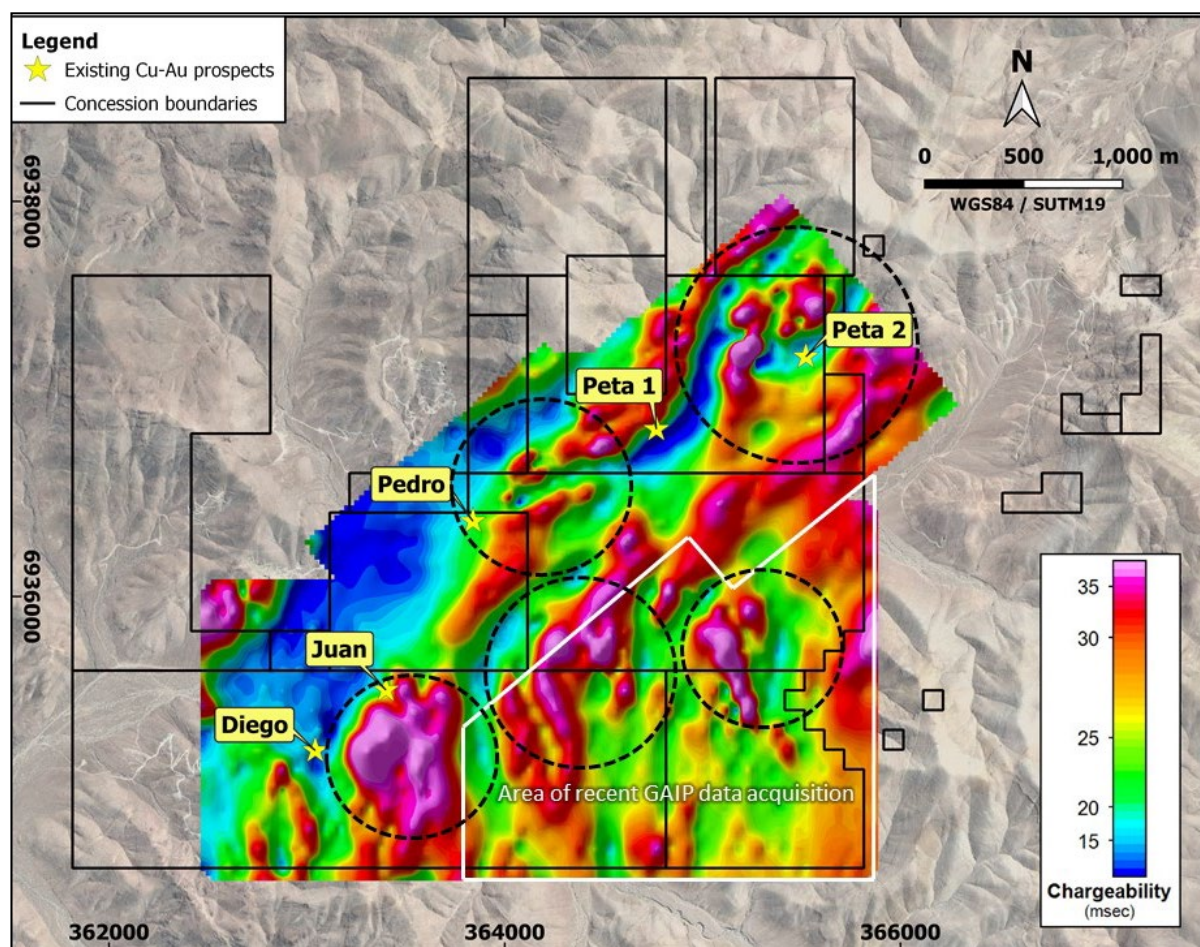 Legend
Existing Cu-Au prospects
Concession boundaries
N
0 500 1,000 m
WGS84 / SUTM19
6938000
Peta 2
Peta 1
Pedro
6936000
Juan
Diego
Area of recent GAIP data acquisition
35
30
25
20
15
Chargeability
(msec)
362000 364000 366000